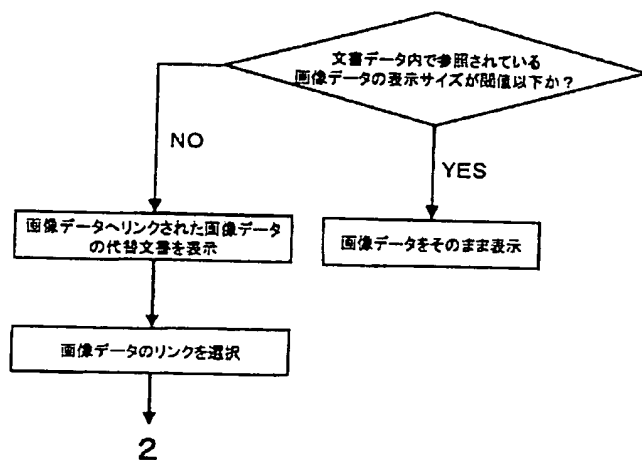 文書データ内で参照されている
画像データの表示サイズが閾値以下か？
NO
YES
画像データへリンクされた画像データ
の代替文書を表示
画像データをそのまま表示
画像データのリンクを選択
2